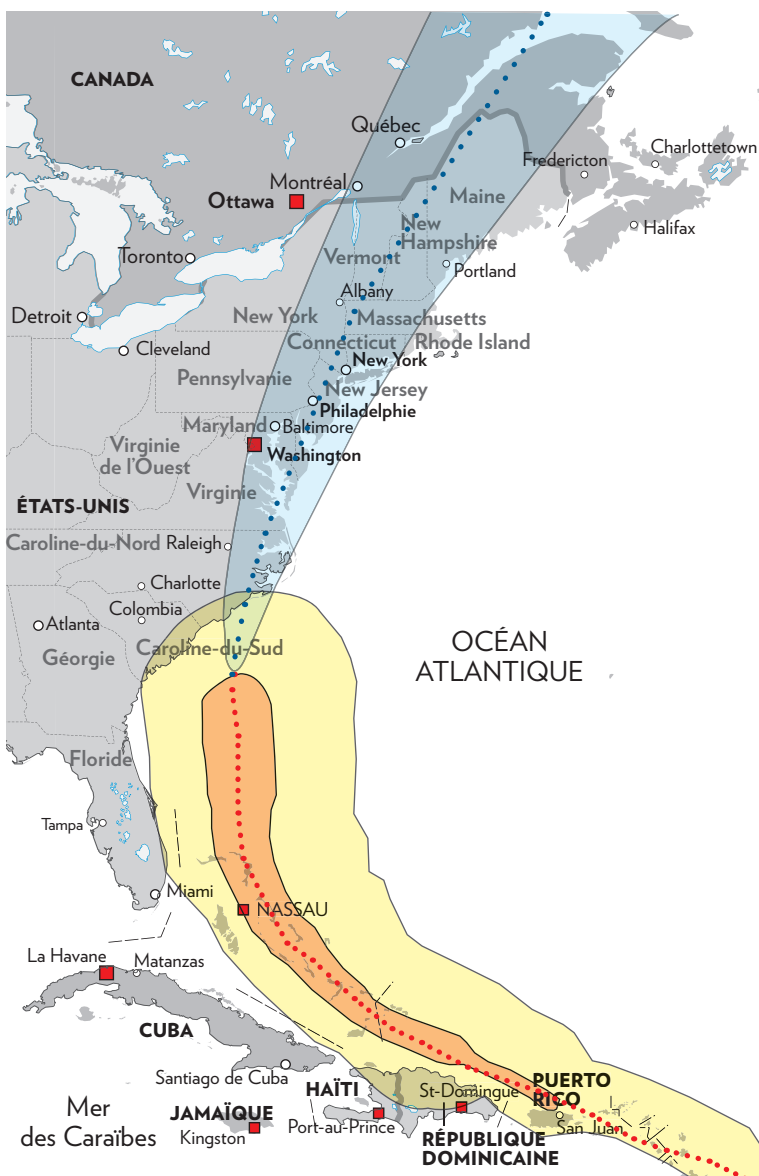 CANADA
Québec
Charlottetown
Fredericton
Montréal
Ottawa
Maine
Halifax
New
Hampshire
Toronto
Vermont
Portland
Albany
Detroit
New York
Massachusetts
Connecticut
Rhode Island
Cleveland
New York
Pennsylvanie
New Jersey
Philadelphie
Maryland
Baltimore
Virginie
de l'Ouest
Washington
Virginie
ÉTATS-UNIS
Caroline-du-Nord
Raleigh
Charlotte
Colombia
Atlanta
Caroline-du-Sud
Géorgie
OCÉAN
ATLANTIQUE
Floride
Tampa
Miami
NASSAU
La Havane
Matanzas
CUBA
Santiago de Cuba
HAÏTI
St-Domingue
PUERTO
RICO
Mer
des Caraïbes
JAMAÏQUE
Kingston
Port-au-Prince
San Juan
RÉPUBLIQUE
DOMINICAINE